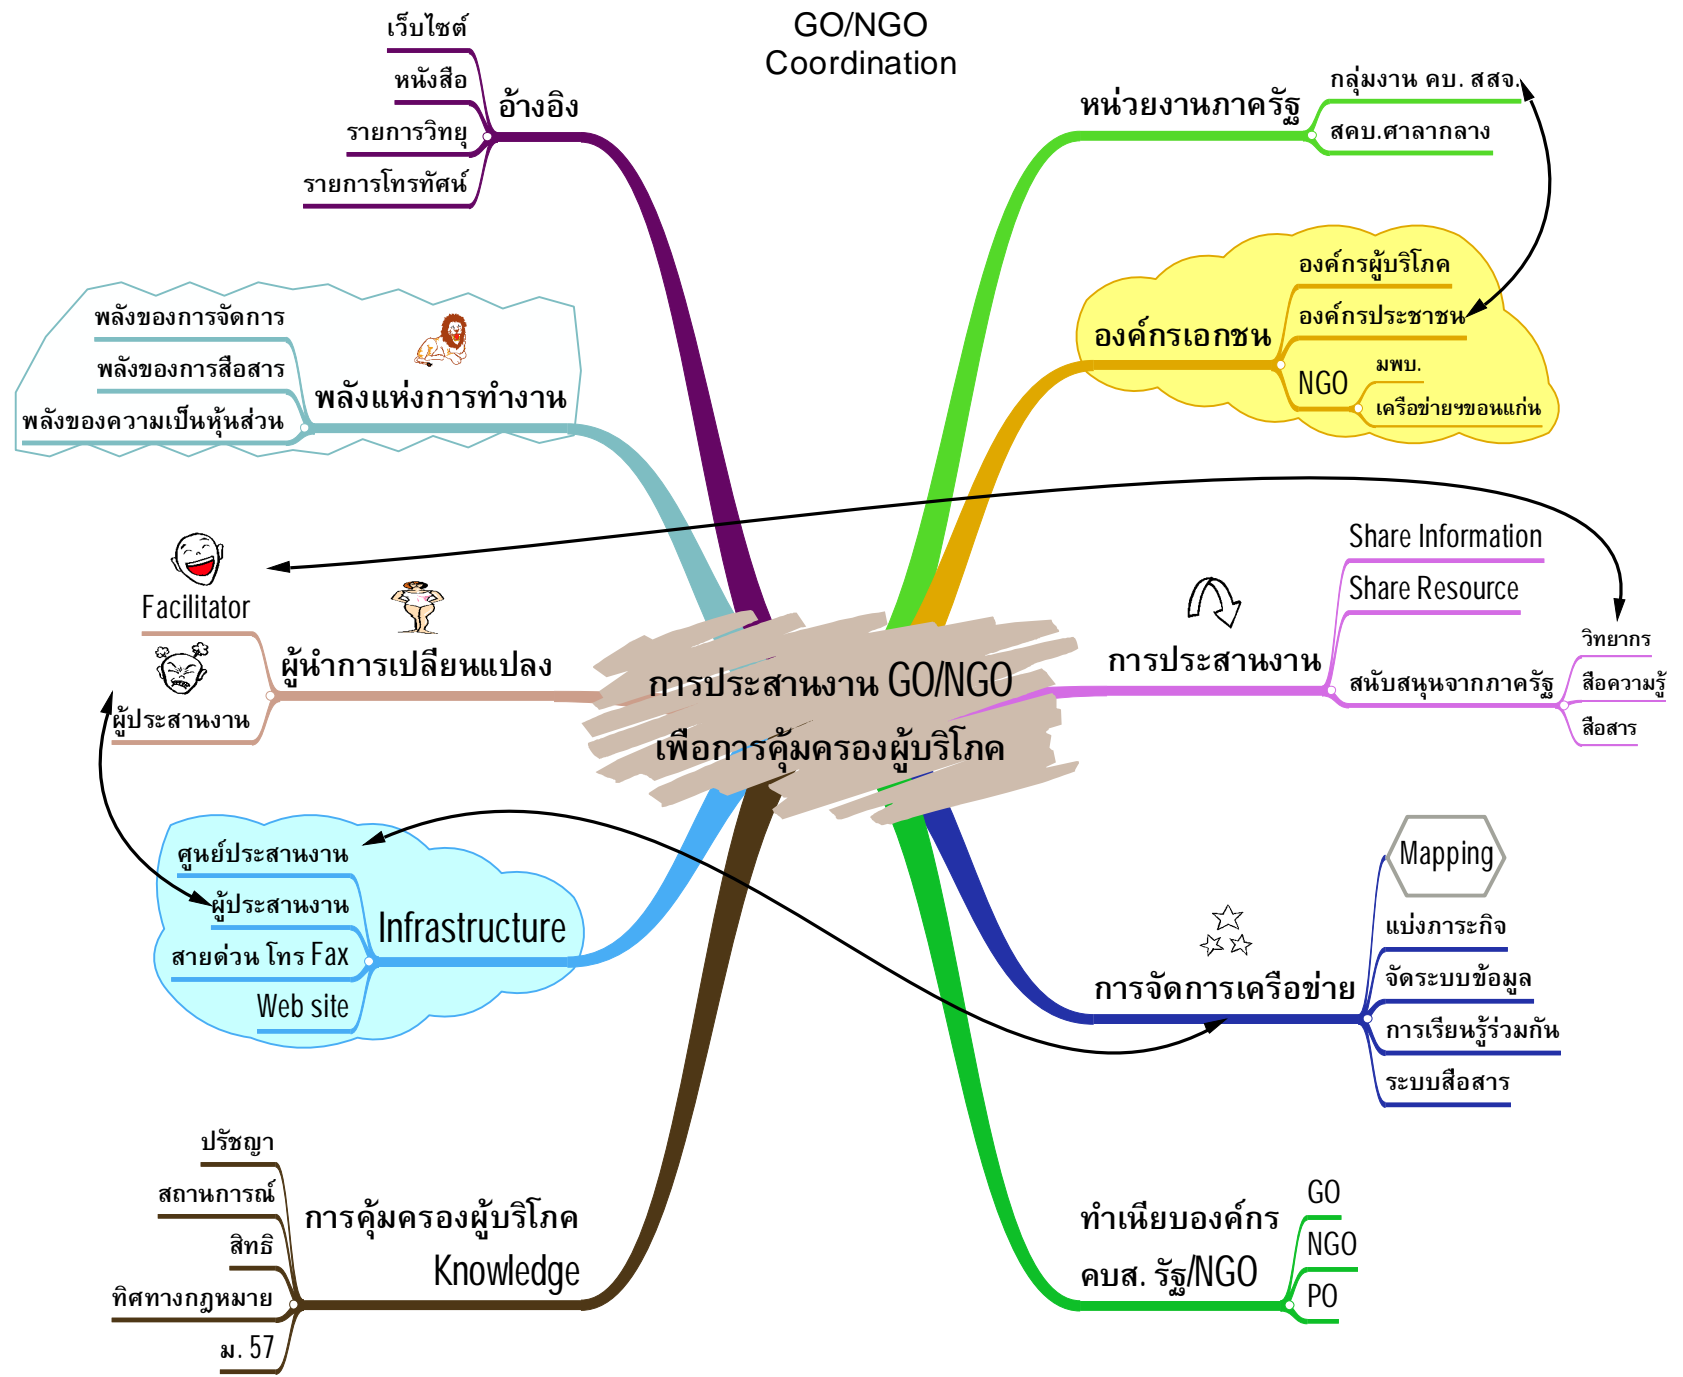 GO/NGO
Coordination
เว็บไซต์
หนังสือ
รายการวิทยุ
รายการโทรทัศน์
อ้างอิง
พลังของการจัดการ
พลังของการสื่อสาร
พลังของความเป็นหุ้นส่วน
พลังแห่งการทำงาน
Facilitator
ผู้ประสานงาน
ผู้นำการเปลี่ยนแปลง
ศูนย์ประสานงาน
ผู้ประสานงาน
สายด่วน โทร Fax
Web site
Infrastructure
ปรัชญา
สถานการณ์
สิทธิ
ทิศทางกฎหมาย
ม. 57
การคุ้มครองผู้บริโภค
Knowledge
การประสานงาน GO/NGO
เพื่อการคุ้มครองผู้บริโภค
หน่วยงานภาครัฐ
กลุ่มงาน คบ. สสจ.
สคบ.ศาลากลาง
องค์กรเอกชน
องค์กรผู้บริโภค
องค์กรประชาชน
NGO
มพบ.
เครือข่ายฯขอนแก่น
การประสานงาน
Share Information
Share Resource
สนับสนุนจากภาครัฐ
วิทยากร
สื่อความรู้
สื่อสาร
การจัดการเครือข่าย
Mapping
แบ่งภาระกิจ
จัดระบบข้อมูล
การเรียนรู้ร่วมกัน
ระบบสื่อสาร
ทำเนียบองค์กร
คบส. รัฐ/NGO
GO
NGO
PO